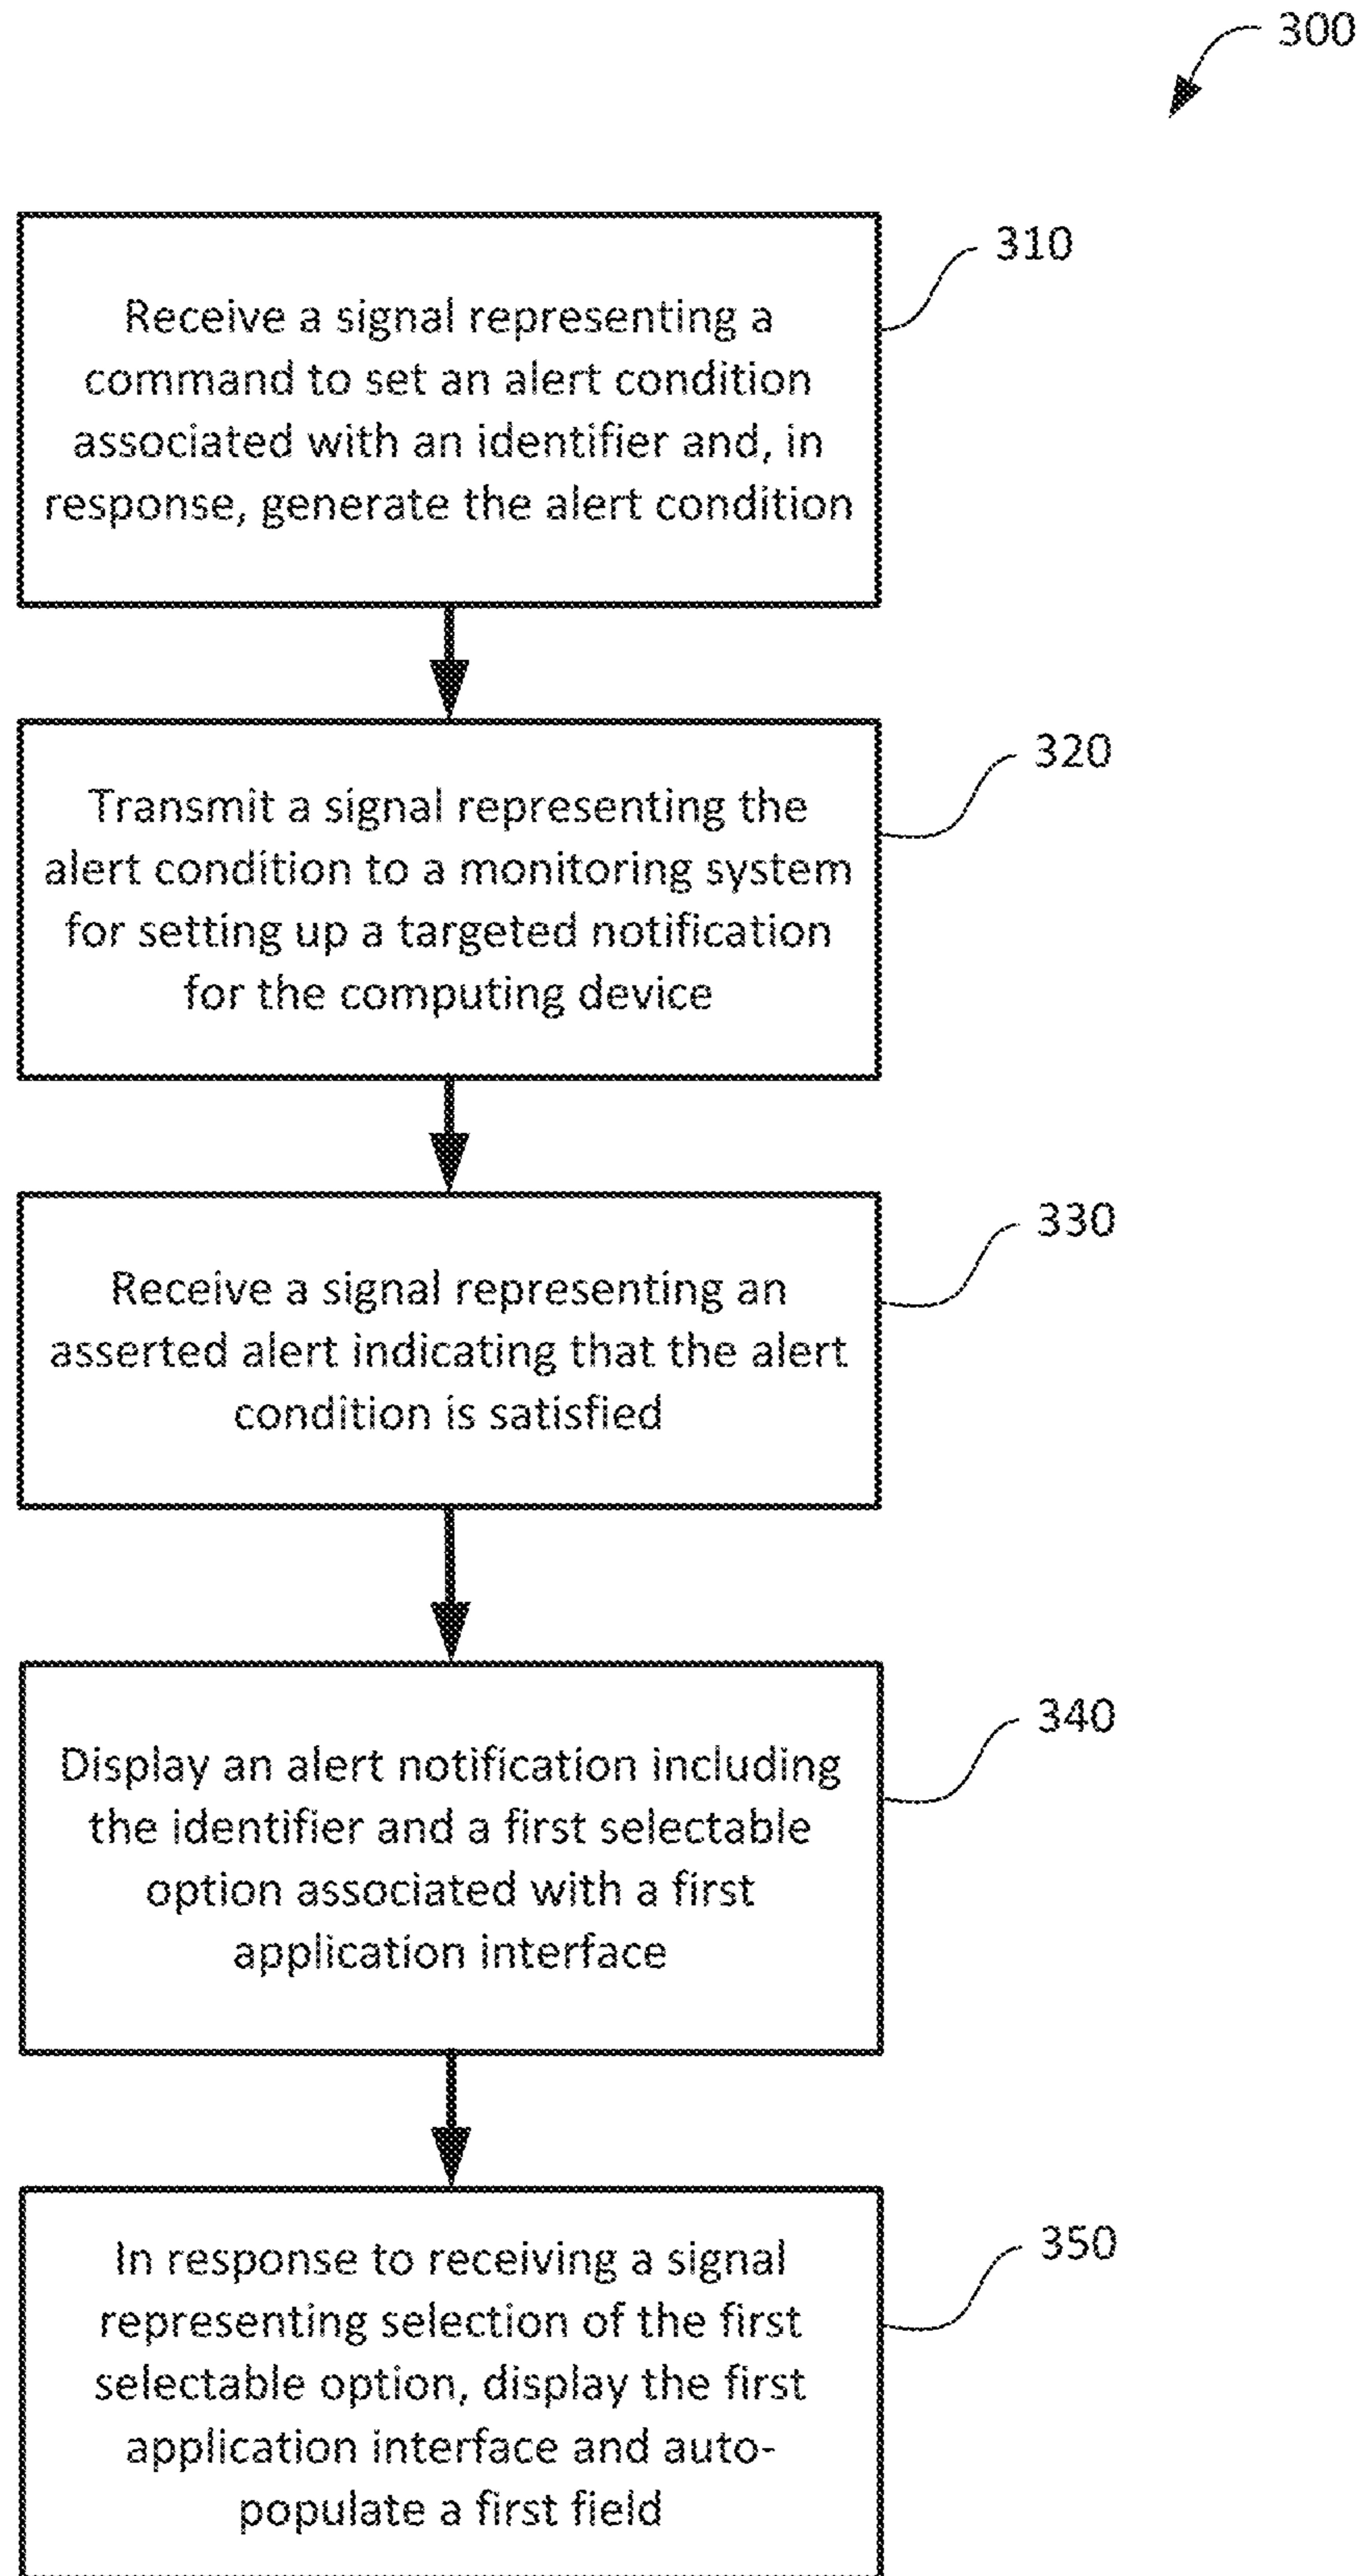 300
310
Receive a signal representing a
command to set an alert condition
associated with an identifier and, in
response, generate the alert condition
320
Transmit a signal representing the
alert condition to a monitoring system
for setting up a targeted notification
for the computing device
330
Receive a signal representing an
asserted alert indicating that the alert
condition is satisfied
340
Display an alert notification including
the identifier and a first selectable
option associated with a first
application interface
350
In response to receiving a signal
representing selection of the first
selectable option, display the first
application interface and auto-
populate a first field